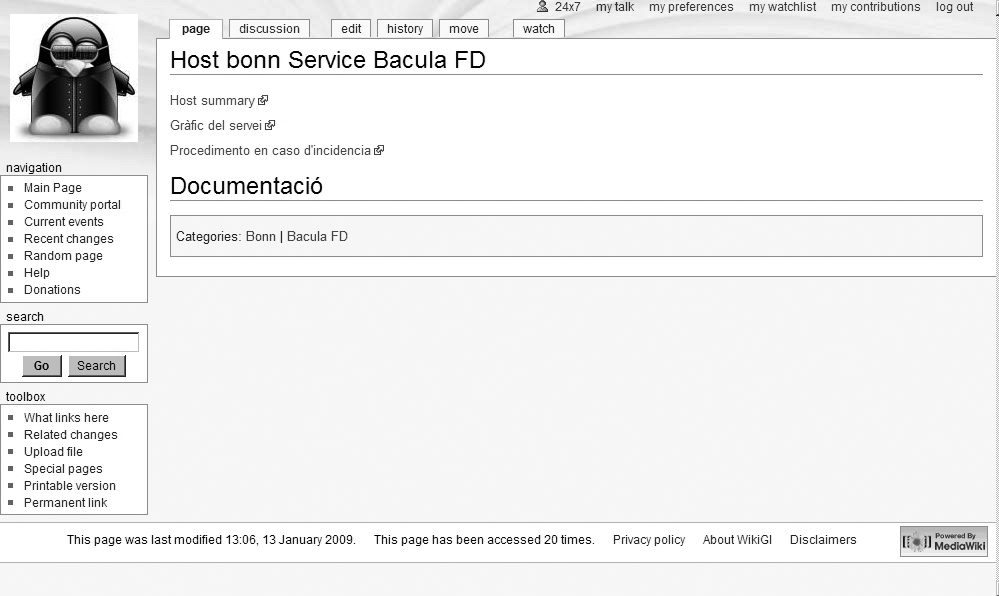 24x7 my talk my preferences my watchlist my contributions log out
page discussion edit history move watch
Host bonn Service Bacula FD
Host summary
Gràfic del servei
Procedimento en caso d'incidencia
Documentació
Categories: Bonn | Bacula FD
navigation
Main Page
Community portal
Current events
Recent changes
Random page
Help
Donations
search
Go Search
toolbox
What links here
Related changes
Upload file
Special pages
Printable version
Permanent link
This page was last modified 13:06, 13 January 2009. This page has been accessed 20 times. Privacy policy About WikiGI Disclaimers
Powered By
MediaWiki